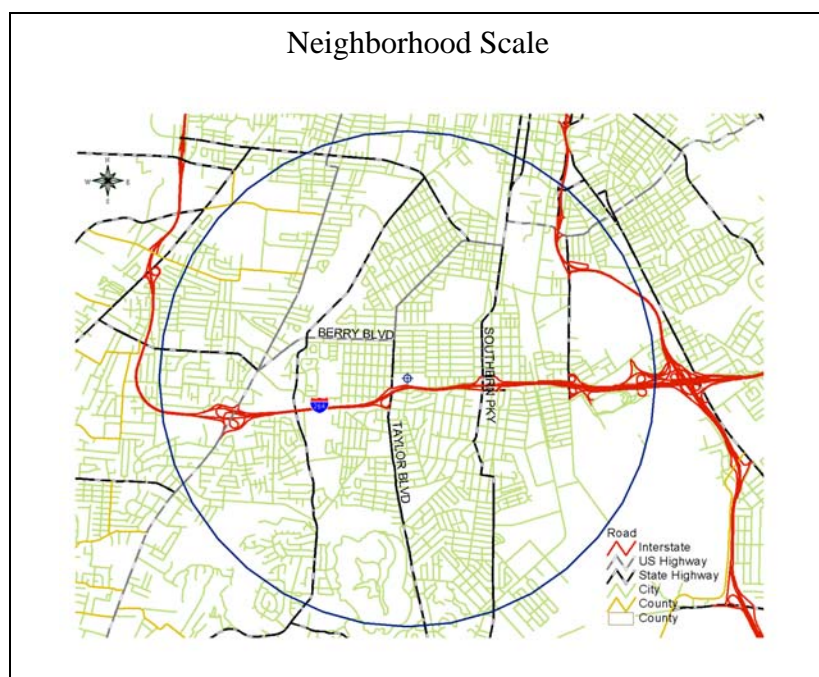 Neighborhood Scale
N
W
E
S
BERRY BLVD
SOUTHERN PKY
TAYLOR BLVD
Road
Interstate
US Highway
State Highway
City
County
County